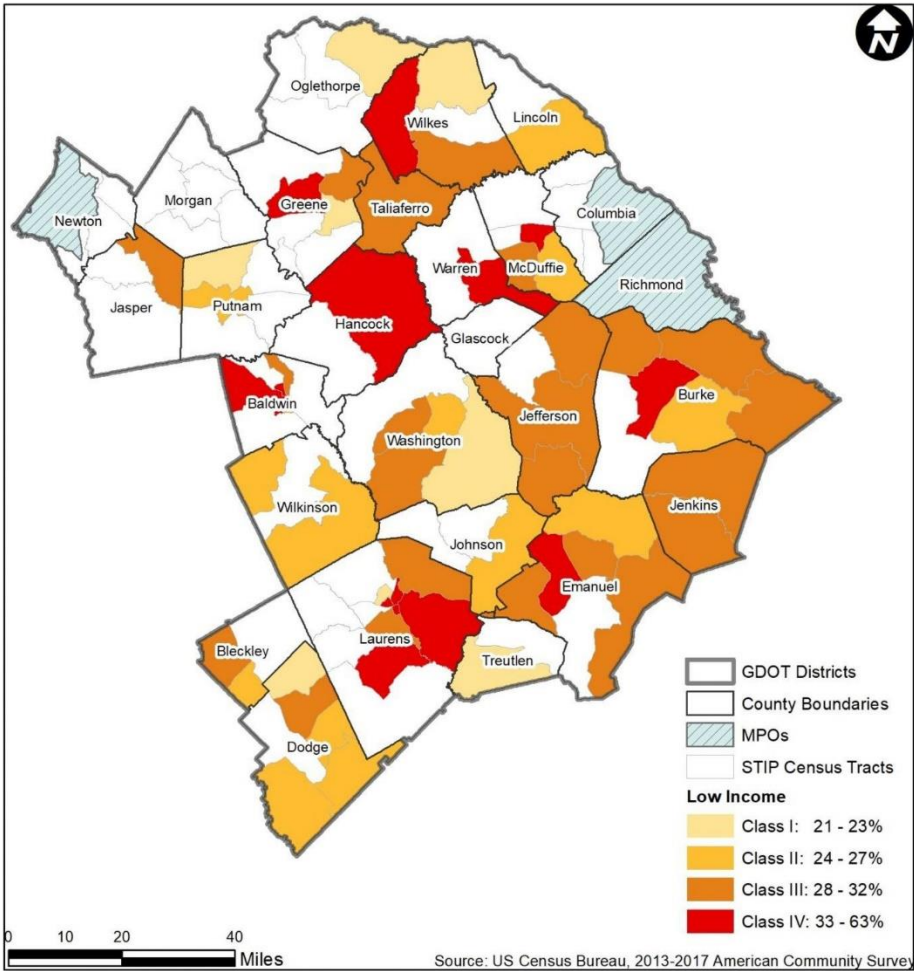 N
Oglethorpe
Wilkes
Lincoln
Newton
Morgan
Greene
Taliaferro
Columbia
Jasper
Putnam
Warren
McDuffie
Richmond
Hancock
Glascock
Baldwin
Washington
Jefferson
Burke
Wilkinson
Johnson
Jenkins
Emanuel
Bleckley
Laurens
Treutlen
Dodge
GDOT Districts
County Boundaries
MPOs
STIP Census Tracts
Low Income
Class I: 21 - 23%
Class II: 24 - 27%
Class III: 28 - 32%
Class IV: 33 - 63%
0 10 20 40
Miles
Source: US Census Bureau, 2013-2017 American Community Survey